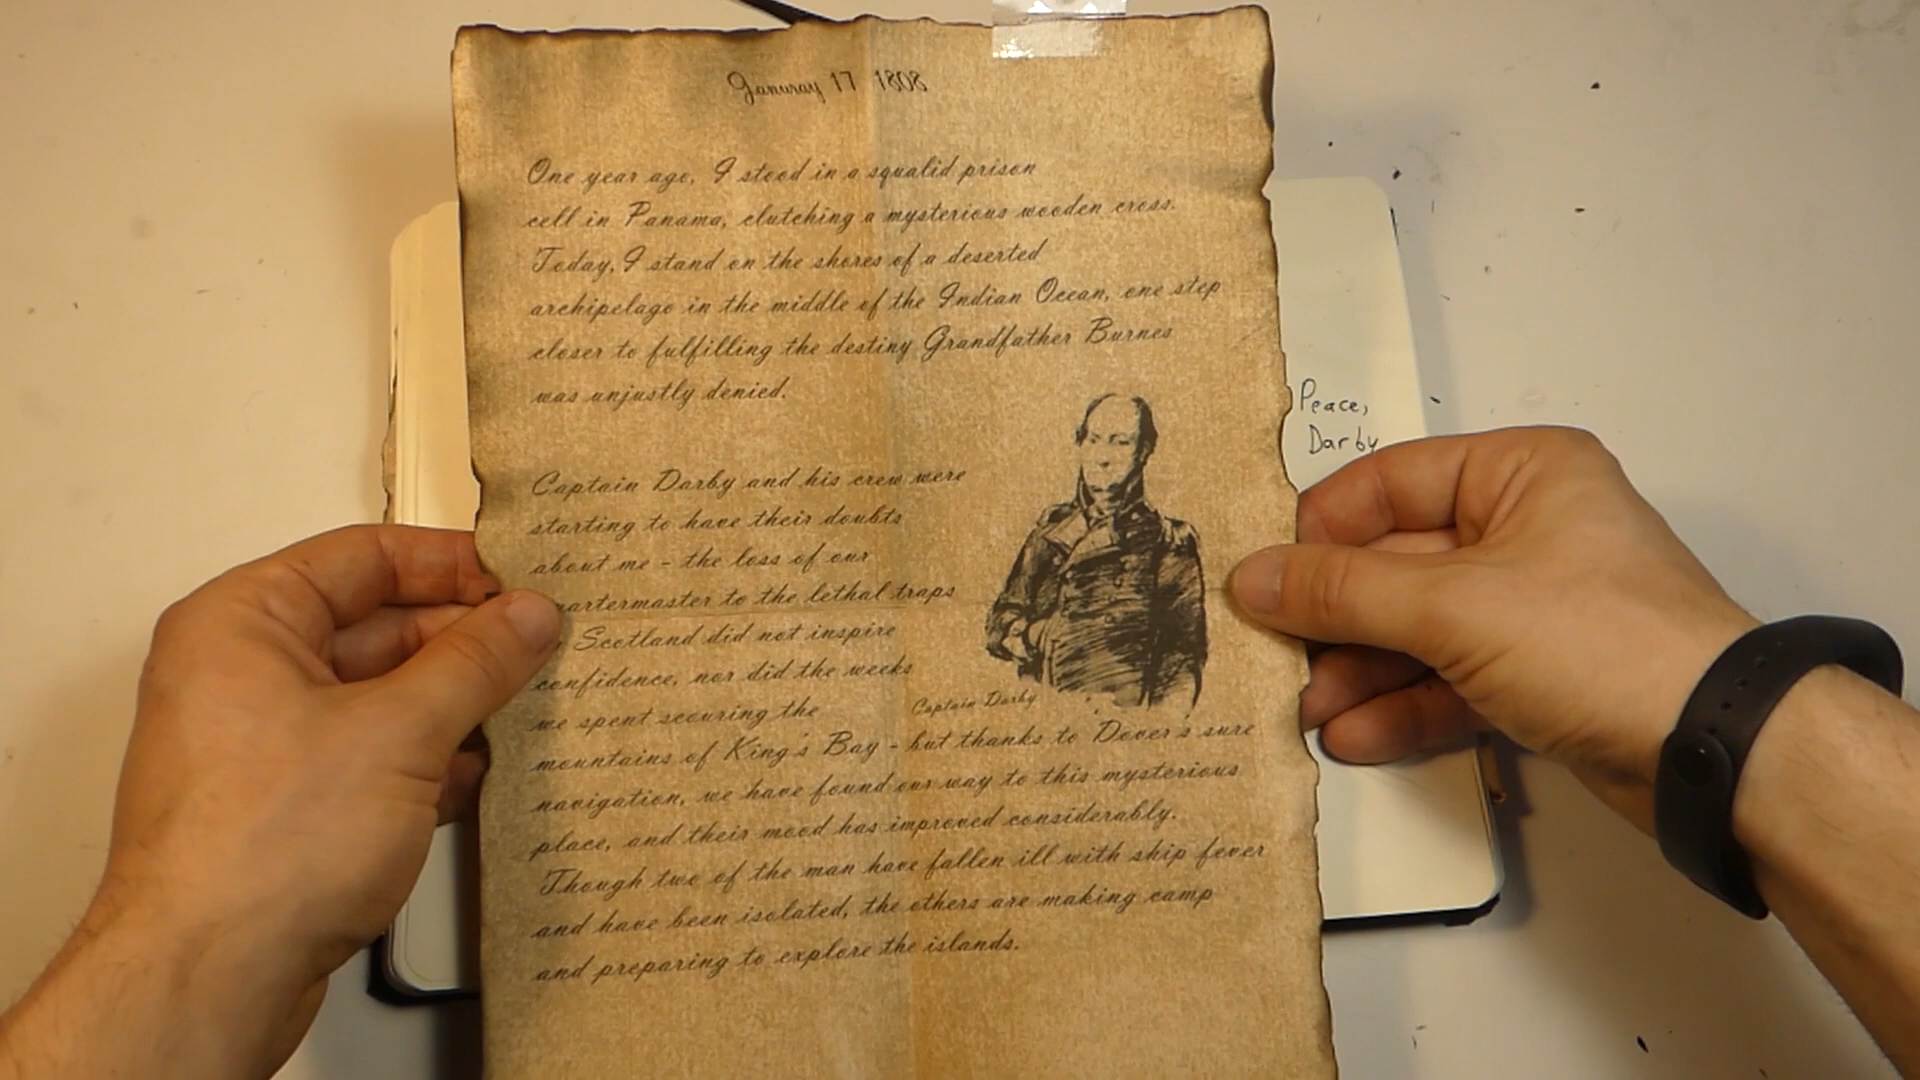 Januray 17 1808
One year ago, I stood in a squalid prison
cell in Panama, clutching a mysterious wooden cross.
Today, I stand on the shores of a deserted
archipelago in the middle of the Indian Ocean, one step
closer to fulfilling the destiny Grandfather Burnes
was unjustly denied.
Captain Darby and his crew were
starting to have their doubts
about me - the loss of our
uartermaster to the lethal traps
Scotland did not inspire
confidence, nor did the weeks
we spent scouring the
mountains of King's Bay - but thanks to Dover's sure
navigation, we have found our way to this mysterious
place, and their mood has improved considerably.
Though two of the man have fallen ill with ship fever
and have been isolated, the others are making camp
and preparing to explore the islands.
Captain Darby
Peace,
Darby